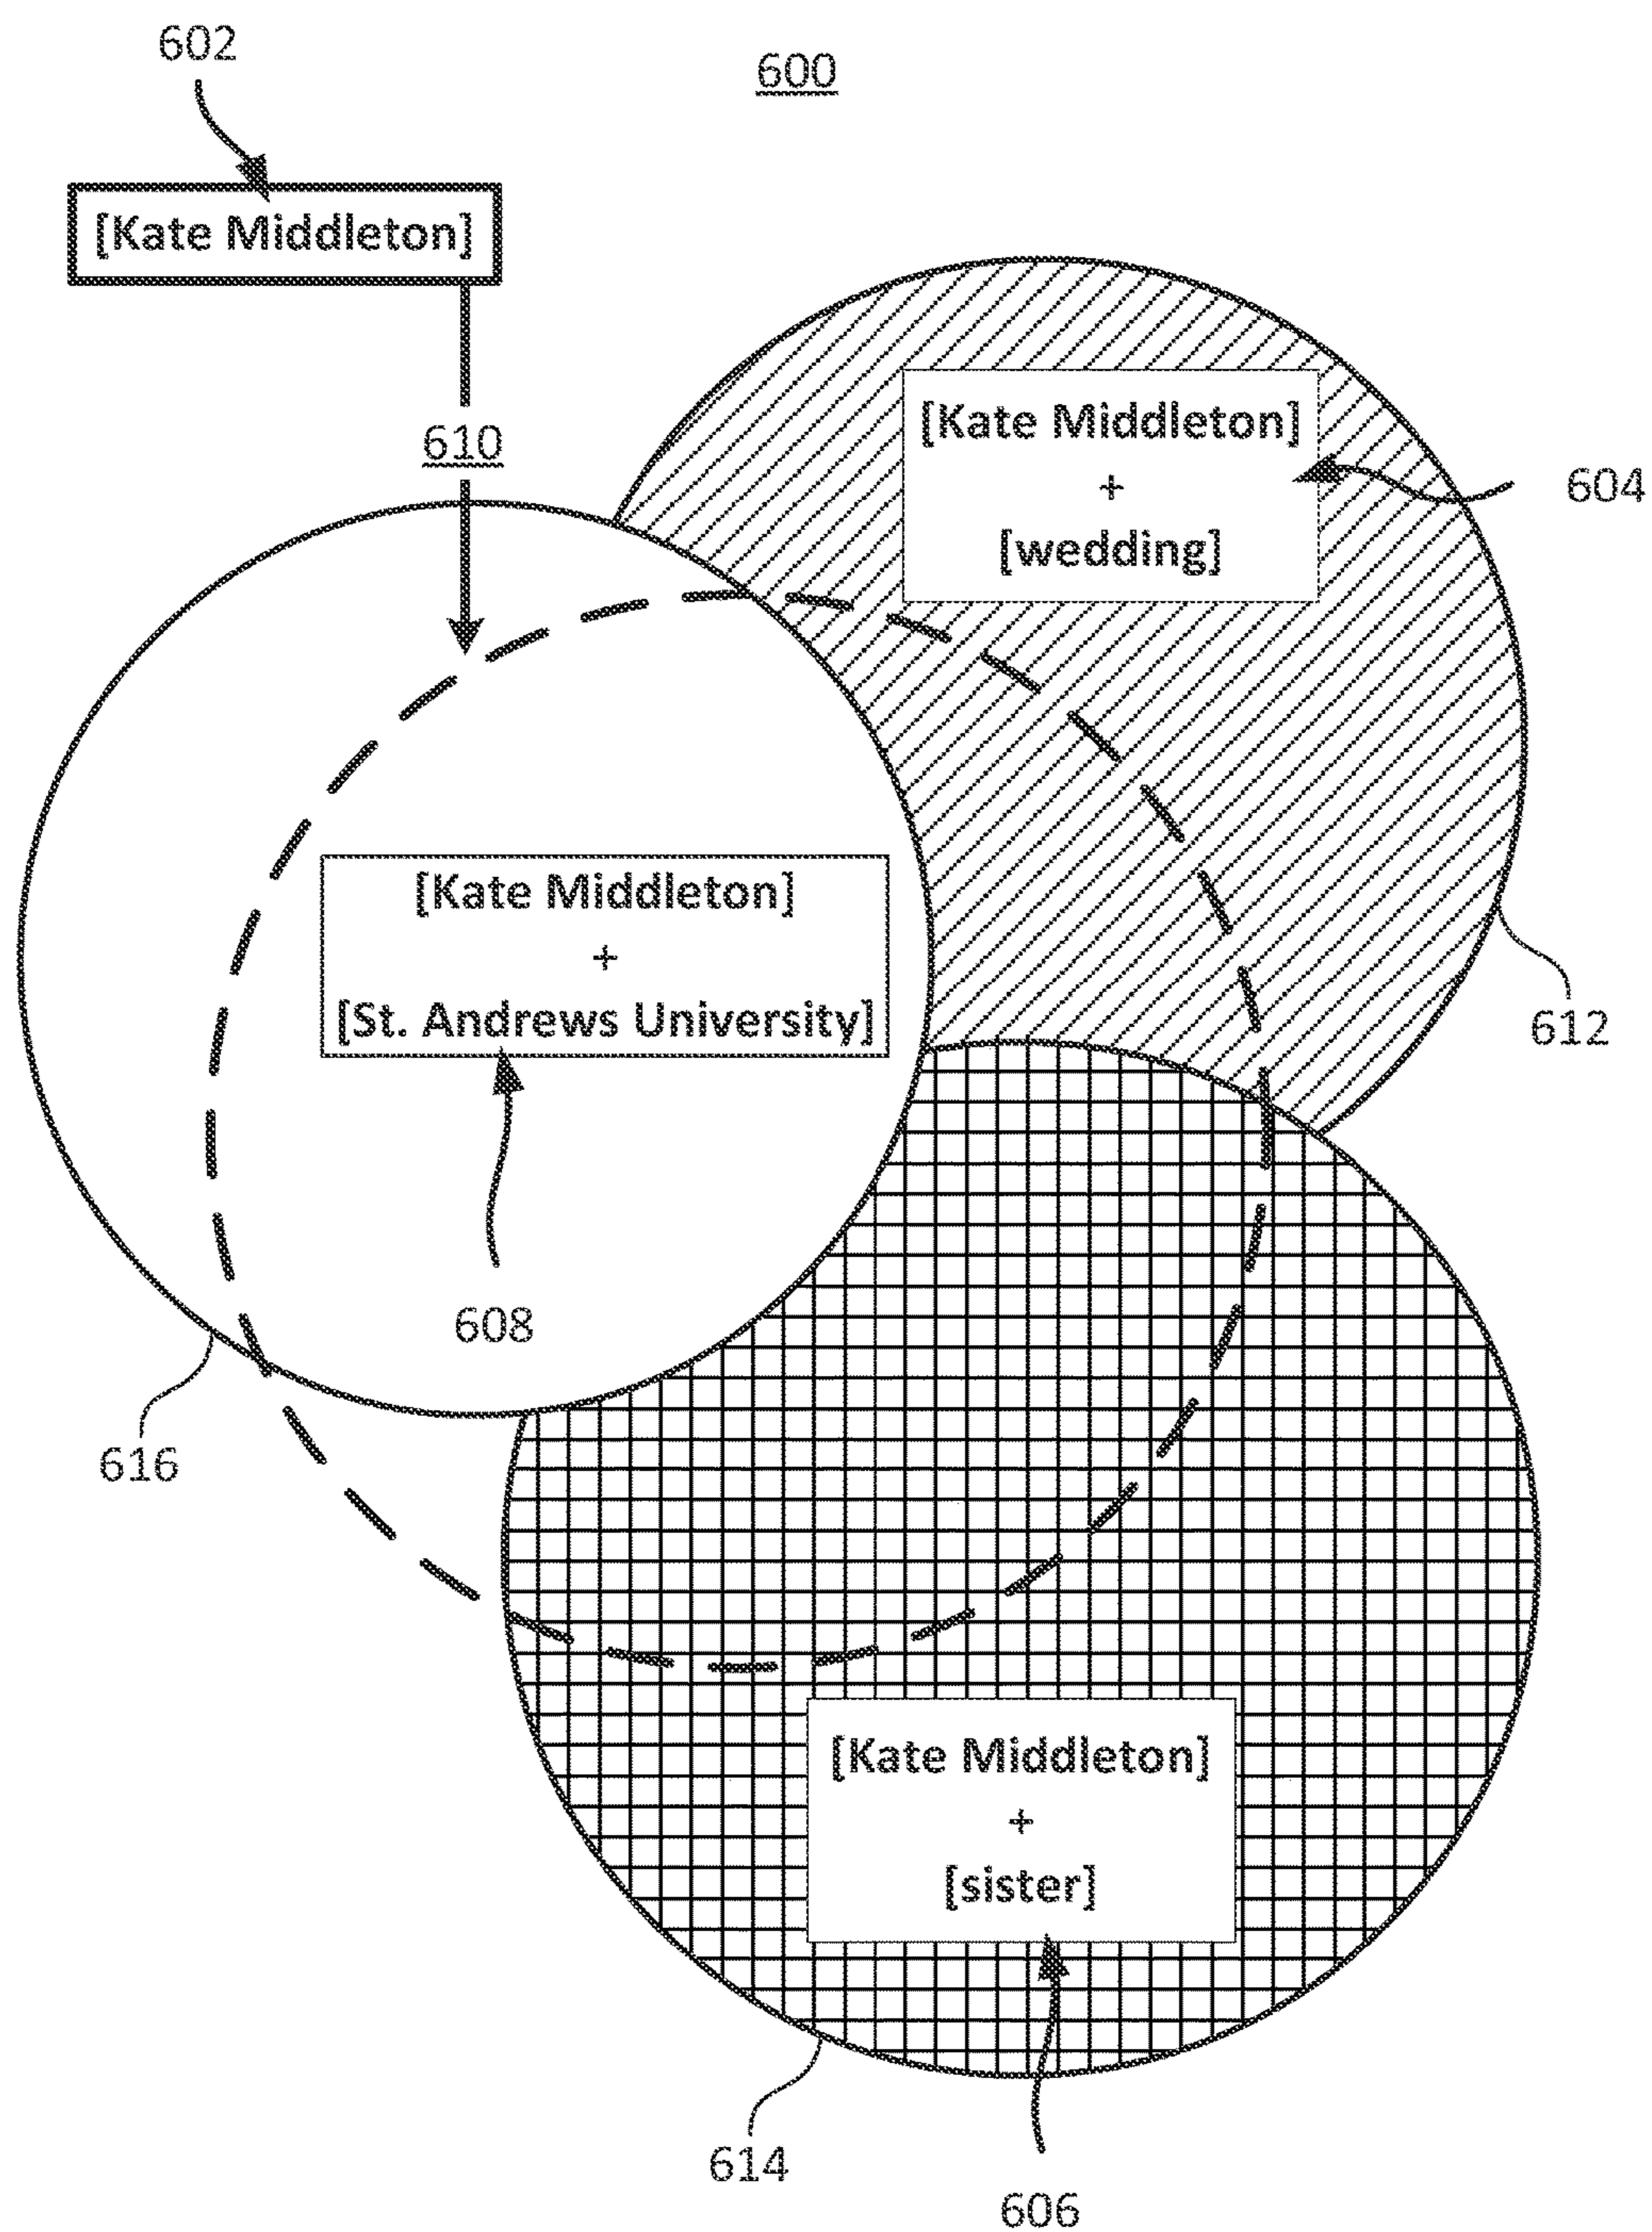 602
600
[Kate Middleton]
610
[Kate Middleton]
+
[wedding]
604
[Kate Middleton]
+
[St. Andrews University]
612
608
616
[Kate Middleton]
+
[sister]
614
606